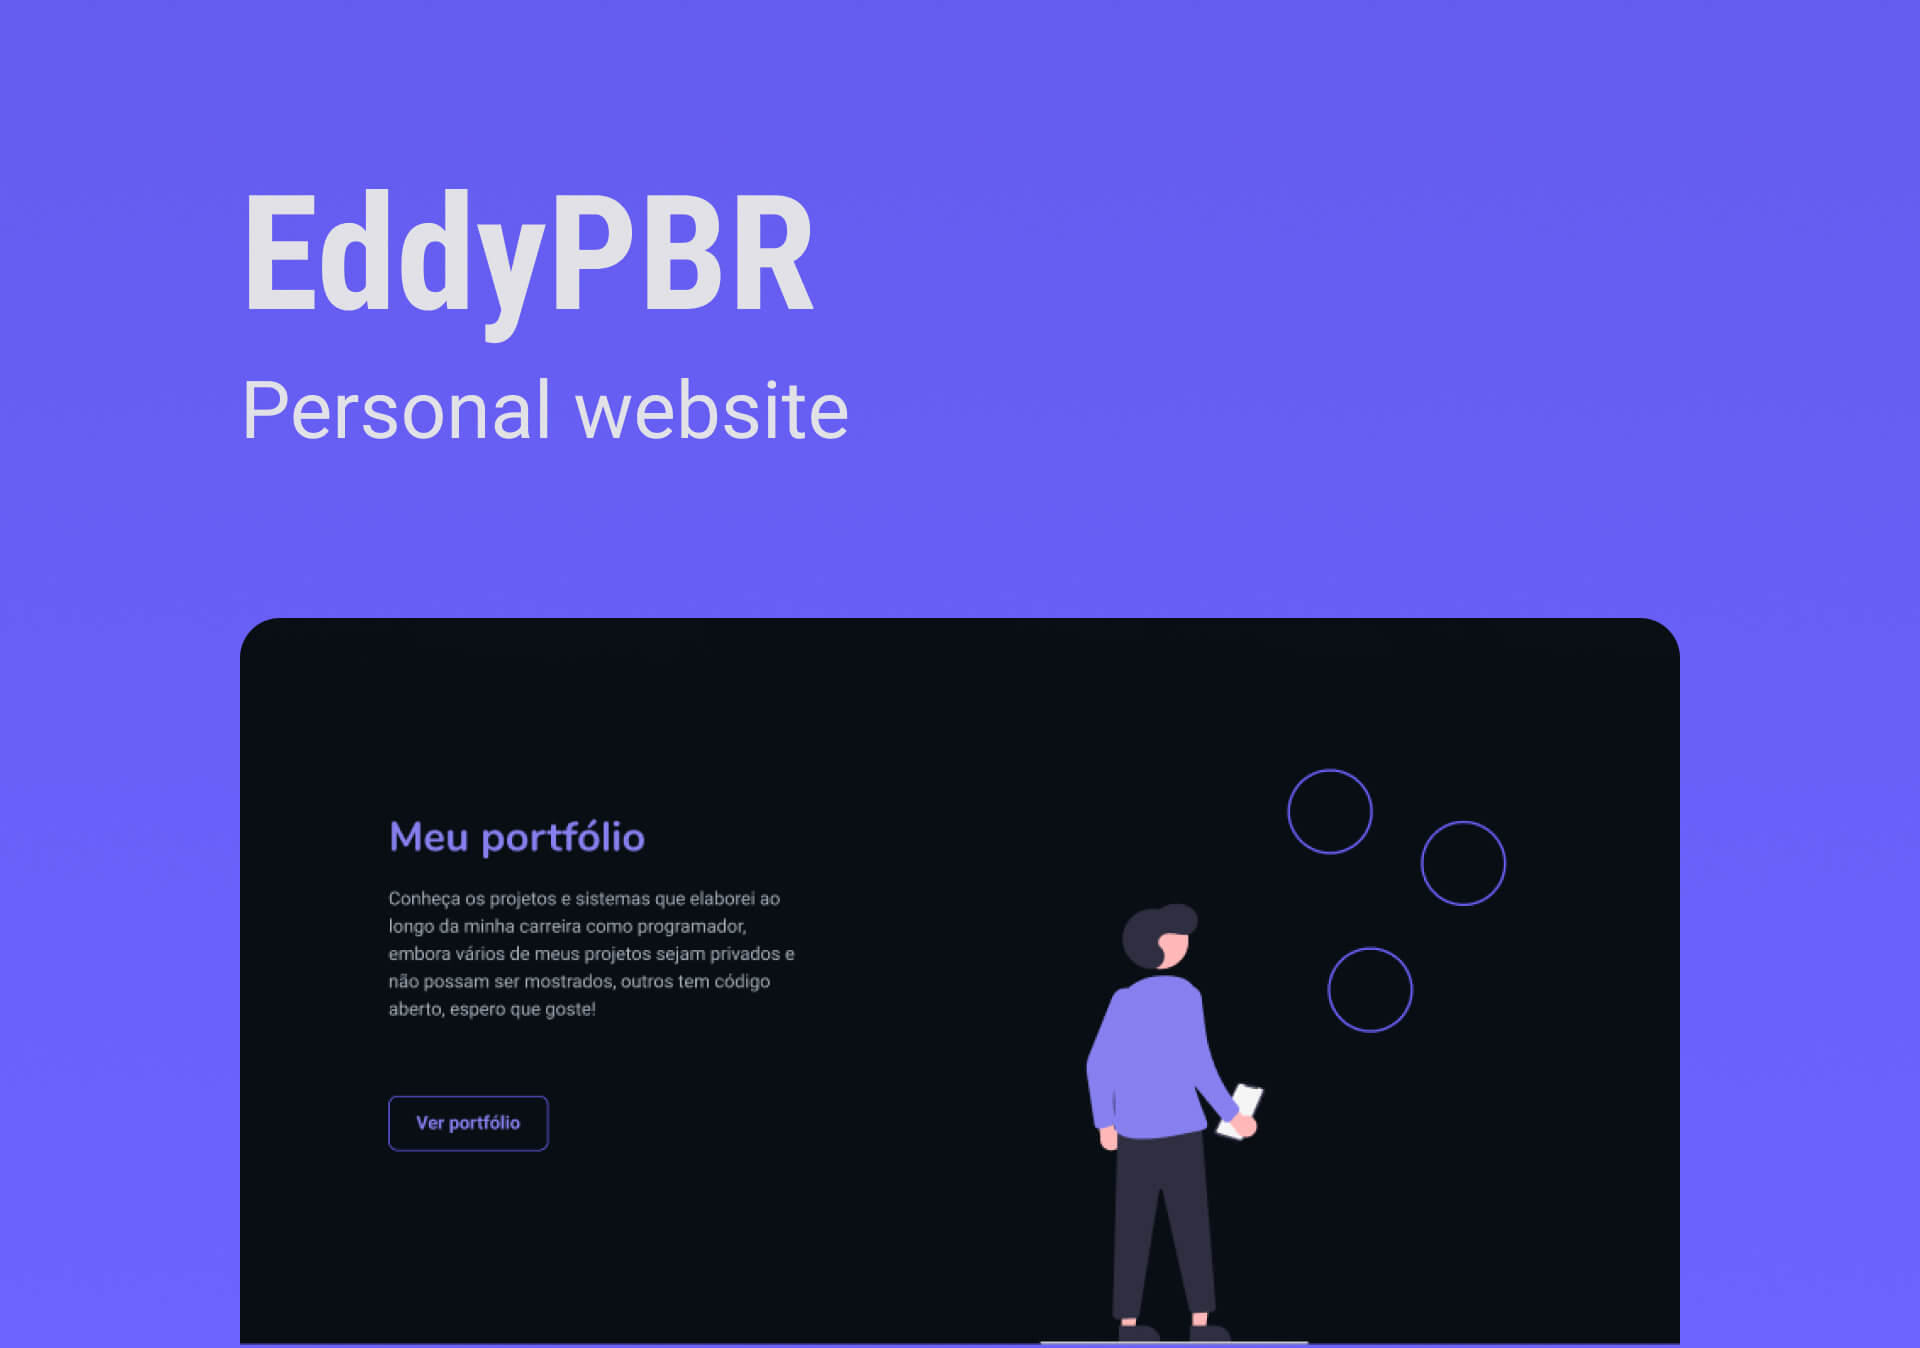 EddyPBR
Personal website
Meu portfólio
Conheça os projetos e sistemas que elaborei ao
longo da minha carreira como programador,
embora vários de meus projetos sejam privados e
não possam ser mostrados, outros tem código
aberto, espero que goste!
Ver portfólio